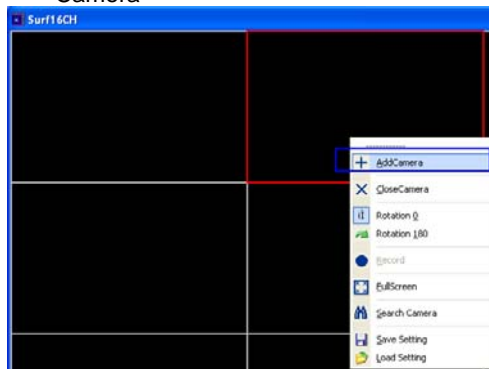 Camera
Surf16CH
AddCamera
CloseCamera
Rotation 0
Rotation 180
Record
FullScreen
Search Camera
Save Setting
Load Setting